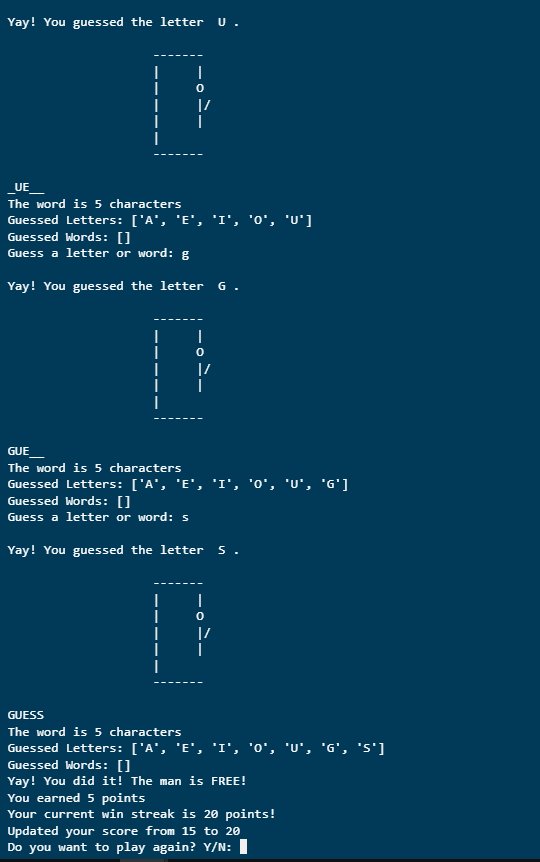 Yay! You guessed the letter  U .
-------
|     |
|     O
|     |/
|     |
|
-------
_UE__
The word is 5 characters
Guessed Letters: ['A', 'E', 'I', 'O', 'U']
Guessed Words: []
Guess a letter or word: g
Yay! You guessed the letter  G .
-------
|     |
|     O
|     |/
|     |
|
-------
GUE__
The word is 5 characters
Guessed Letters: ['A', 'E', 'I', 'O', 'U', 'G']
Guessed Words: []
Guess a letter or word: s
Yay! You guessed the letter  S .
-------
|     |
|     O
|     |/
|     |
|
-------
GUESS
The word is 5 characters
Guessed Letters: ['A', 'E', 'I', 'O', 'U', 'G', 'S']
Guessed Words: []
Yay! You did it! The man is FREE!
You earned 5 points
Your current win streak is 20 points!
Updated your score from 15 to 20
Do you want to play again? Y/N: